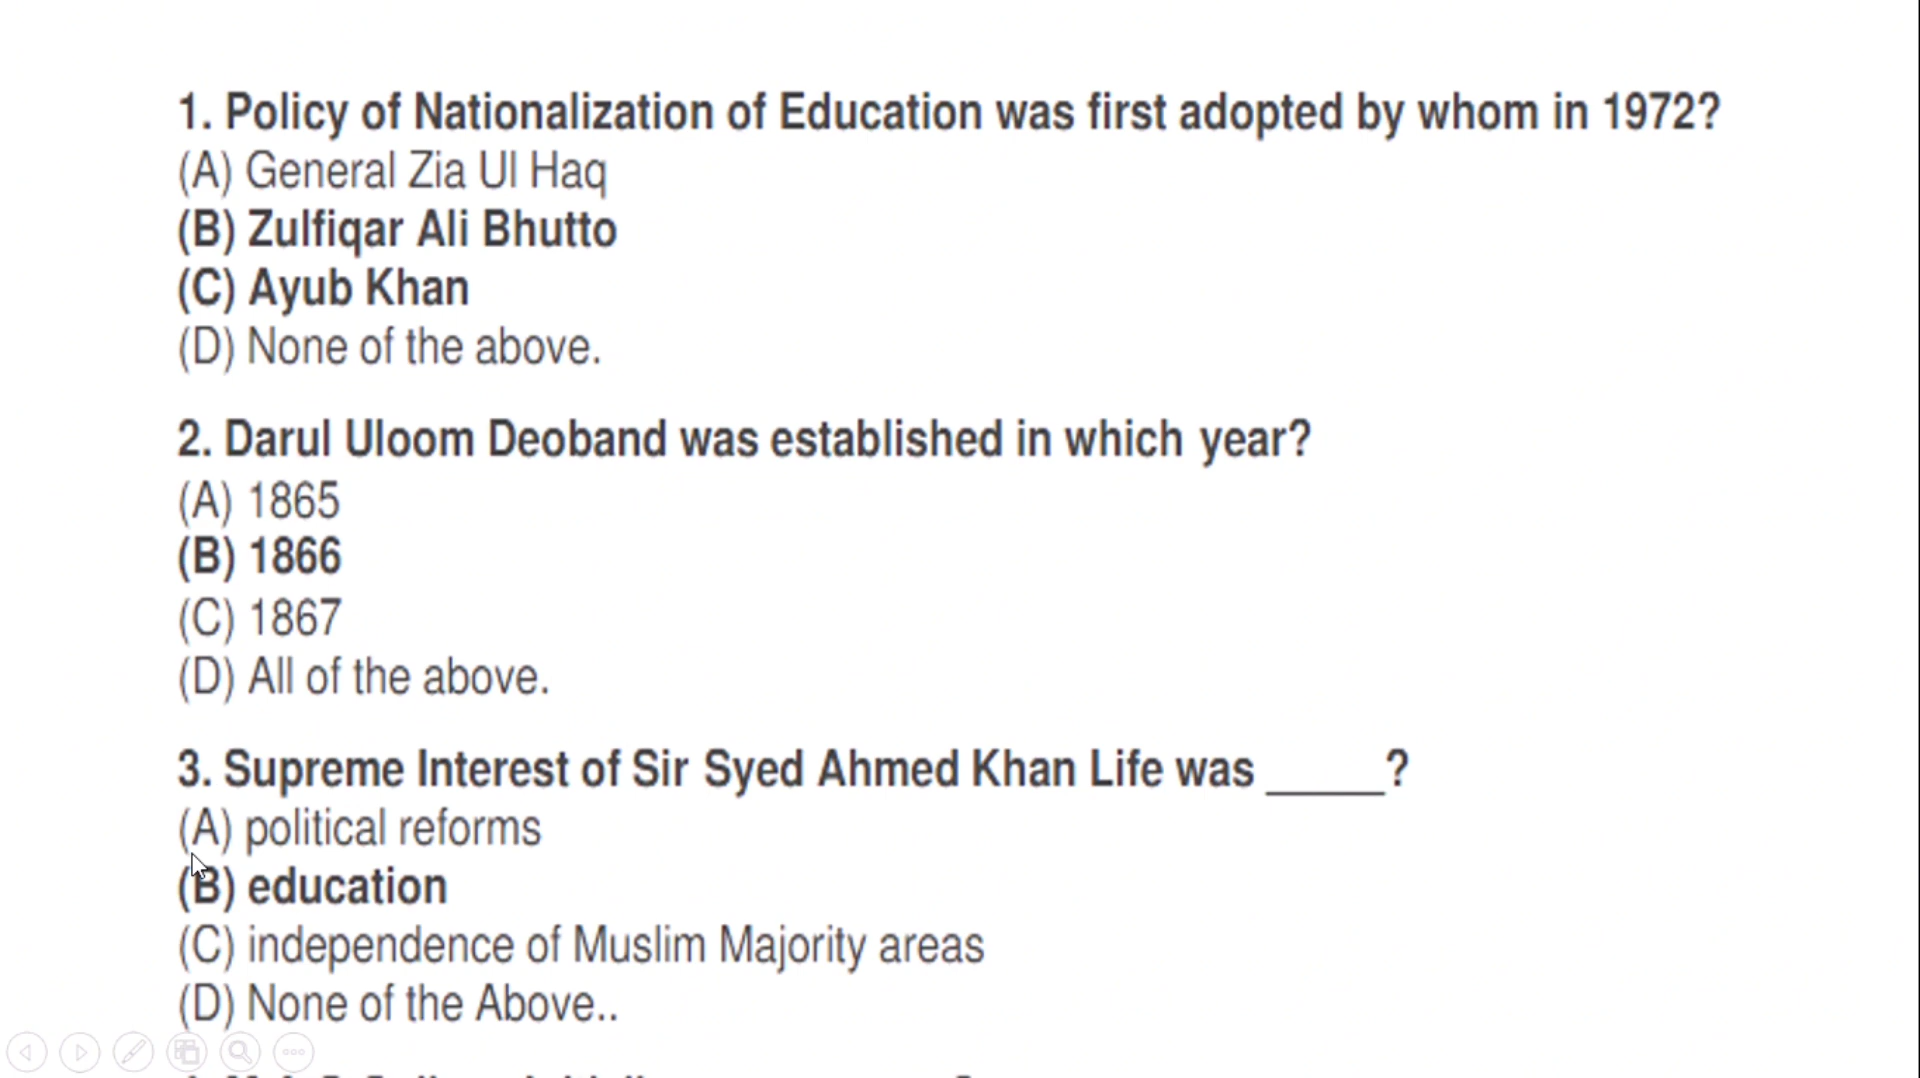 1. Policy of Nationalization of Education was first adopted by whom in 1972?
(A) General Zia Ul Haq
(B) Zulfiqar Ali Bhutto
(C) Ayub Khan
(D) None of the above.
2. Darul Uloom Deoband was established in which year?
(A) 1865
(B) 1866
(C) 1867
(D) All of the above.
3. Supreme Interest of Sir Syed Ahmed Khan Life was _____?
(A) political reforms
(B) education
(C) independence of Muslim Majority areas
(D) None of the Above..